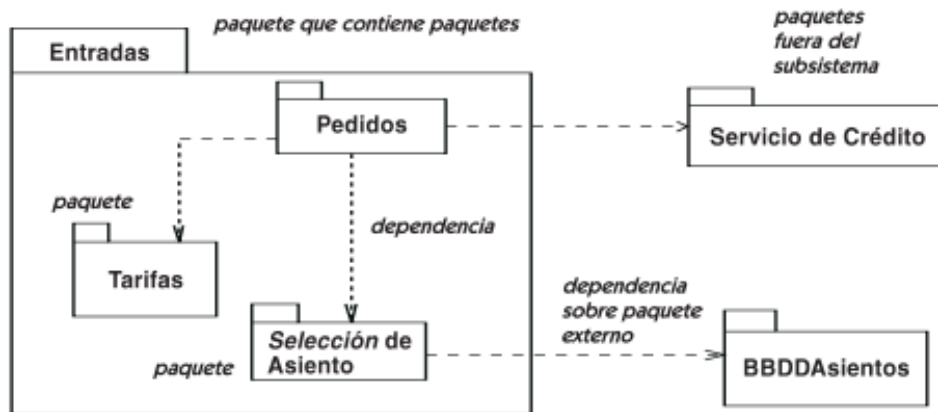 paquete que contiene paquetes
paquetes
fuera del
subsistema
Entradas
Pedidos
Servicio de Crédito
paquete
dependencia
Tarifas
dependencia
sobre paquete
externo
Selección de
Asiento
paquete
BBDDAsientos